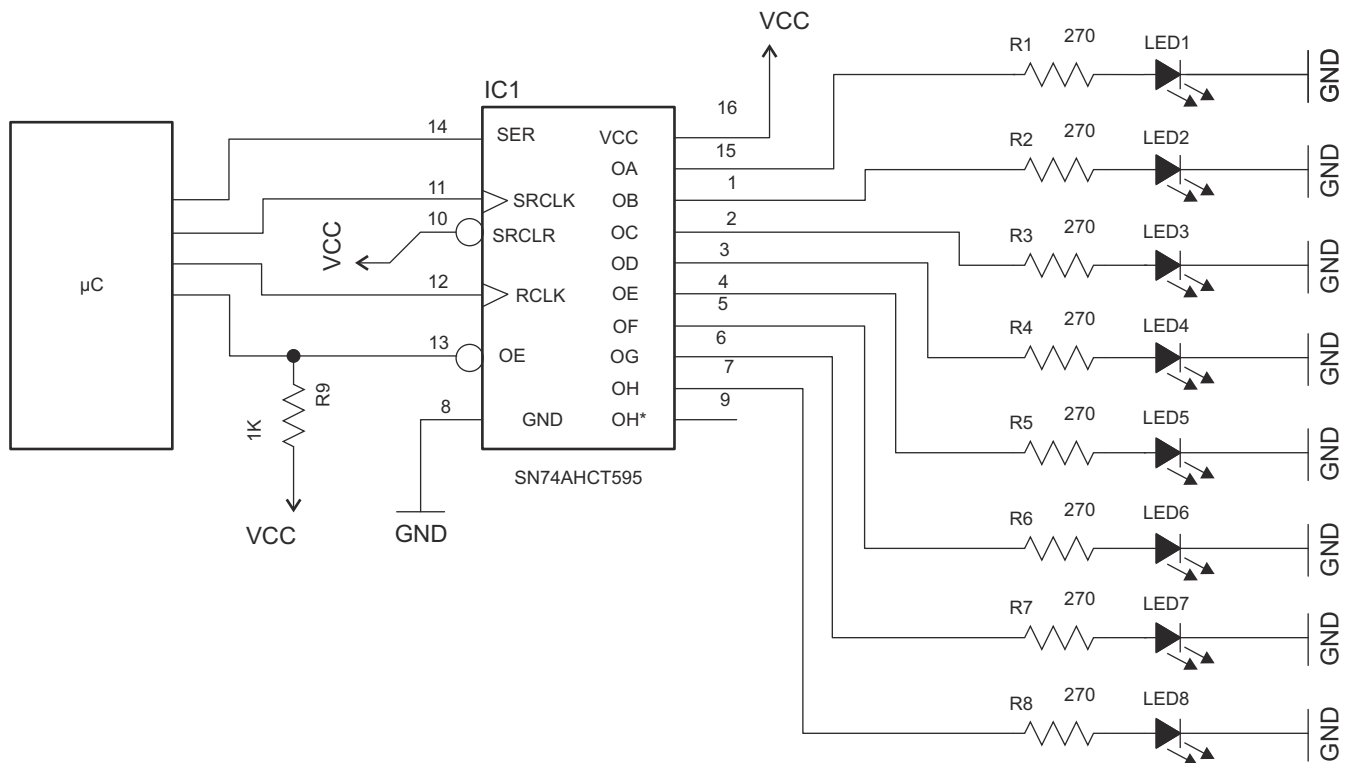 VCC
R1 270 LED1
GND
IC1
16
14 SER VCC
15
OA
R2 270 LED2
GND
1
11 SRCLK OB
10 SRCLR
2
OC
VCC
R3 270 LED3
GND
3
OD
µC
12 RCLK
4
OE
5
OF
R4 270 LED4
GND
13 OE
6
OG
7
OH
R9
1K
8 GND
9
OH*
R5 270 LED5
GND
SN74AHCT595
VCC
GND
R6 270 LED6
GND
R7 270 LED7
GND
R8 270 LED8
GND